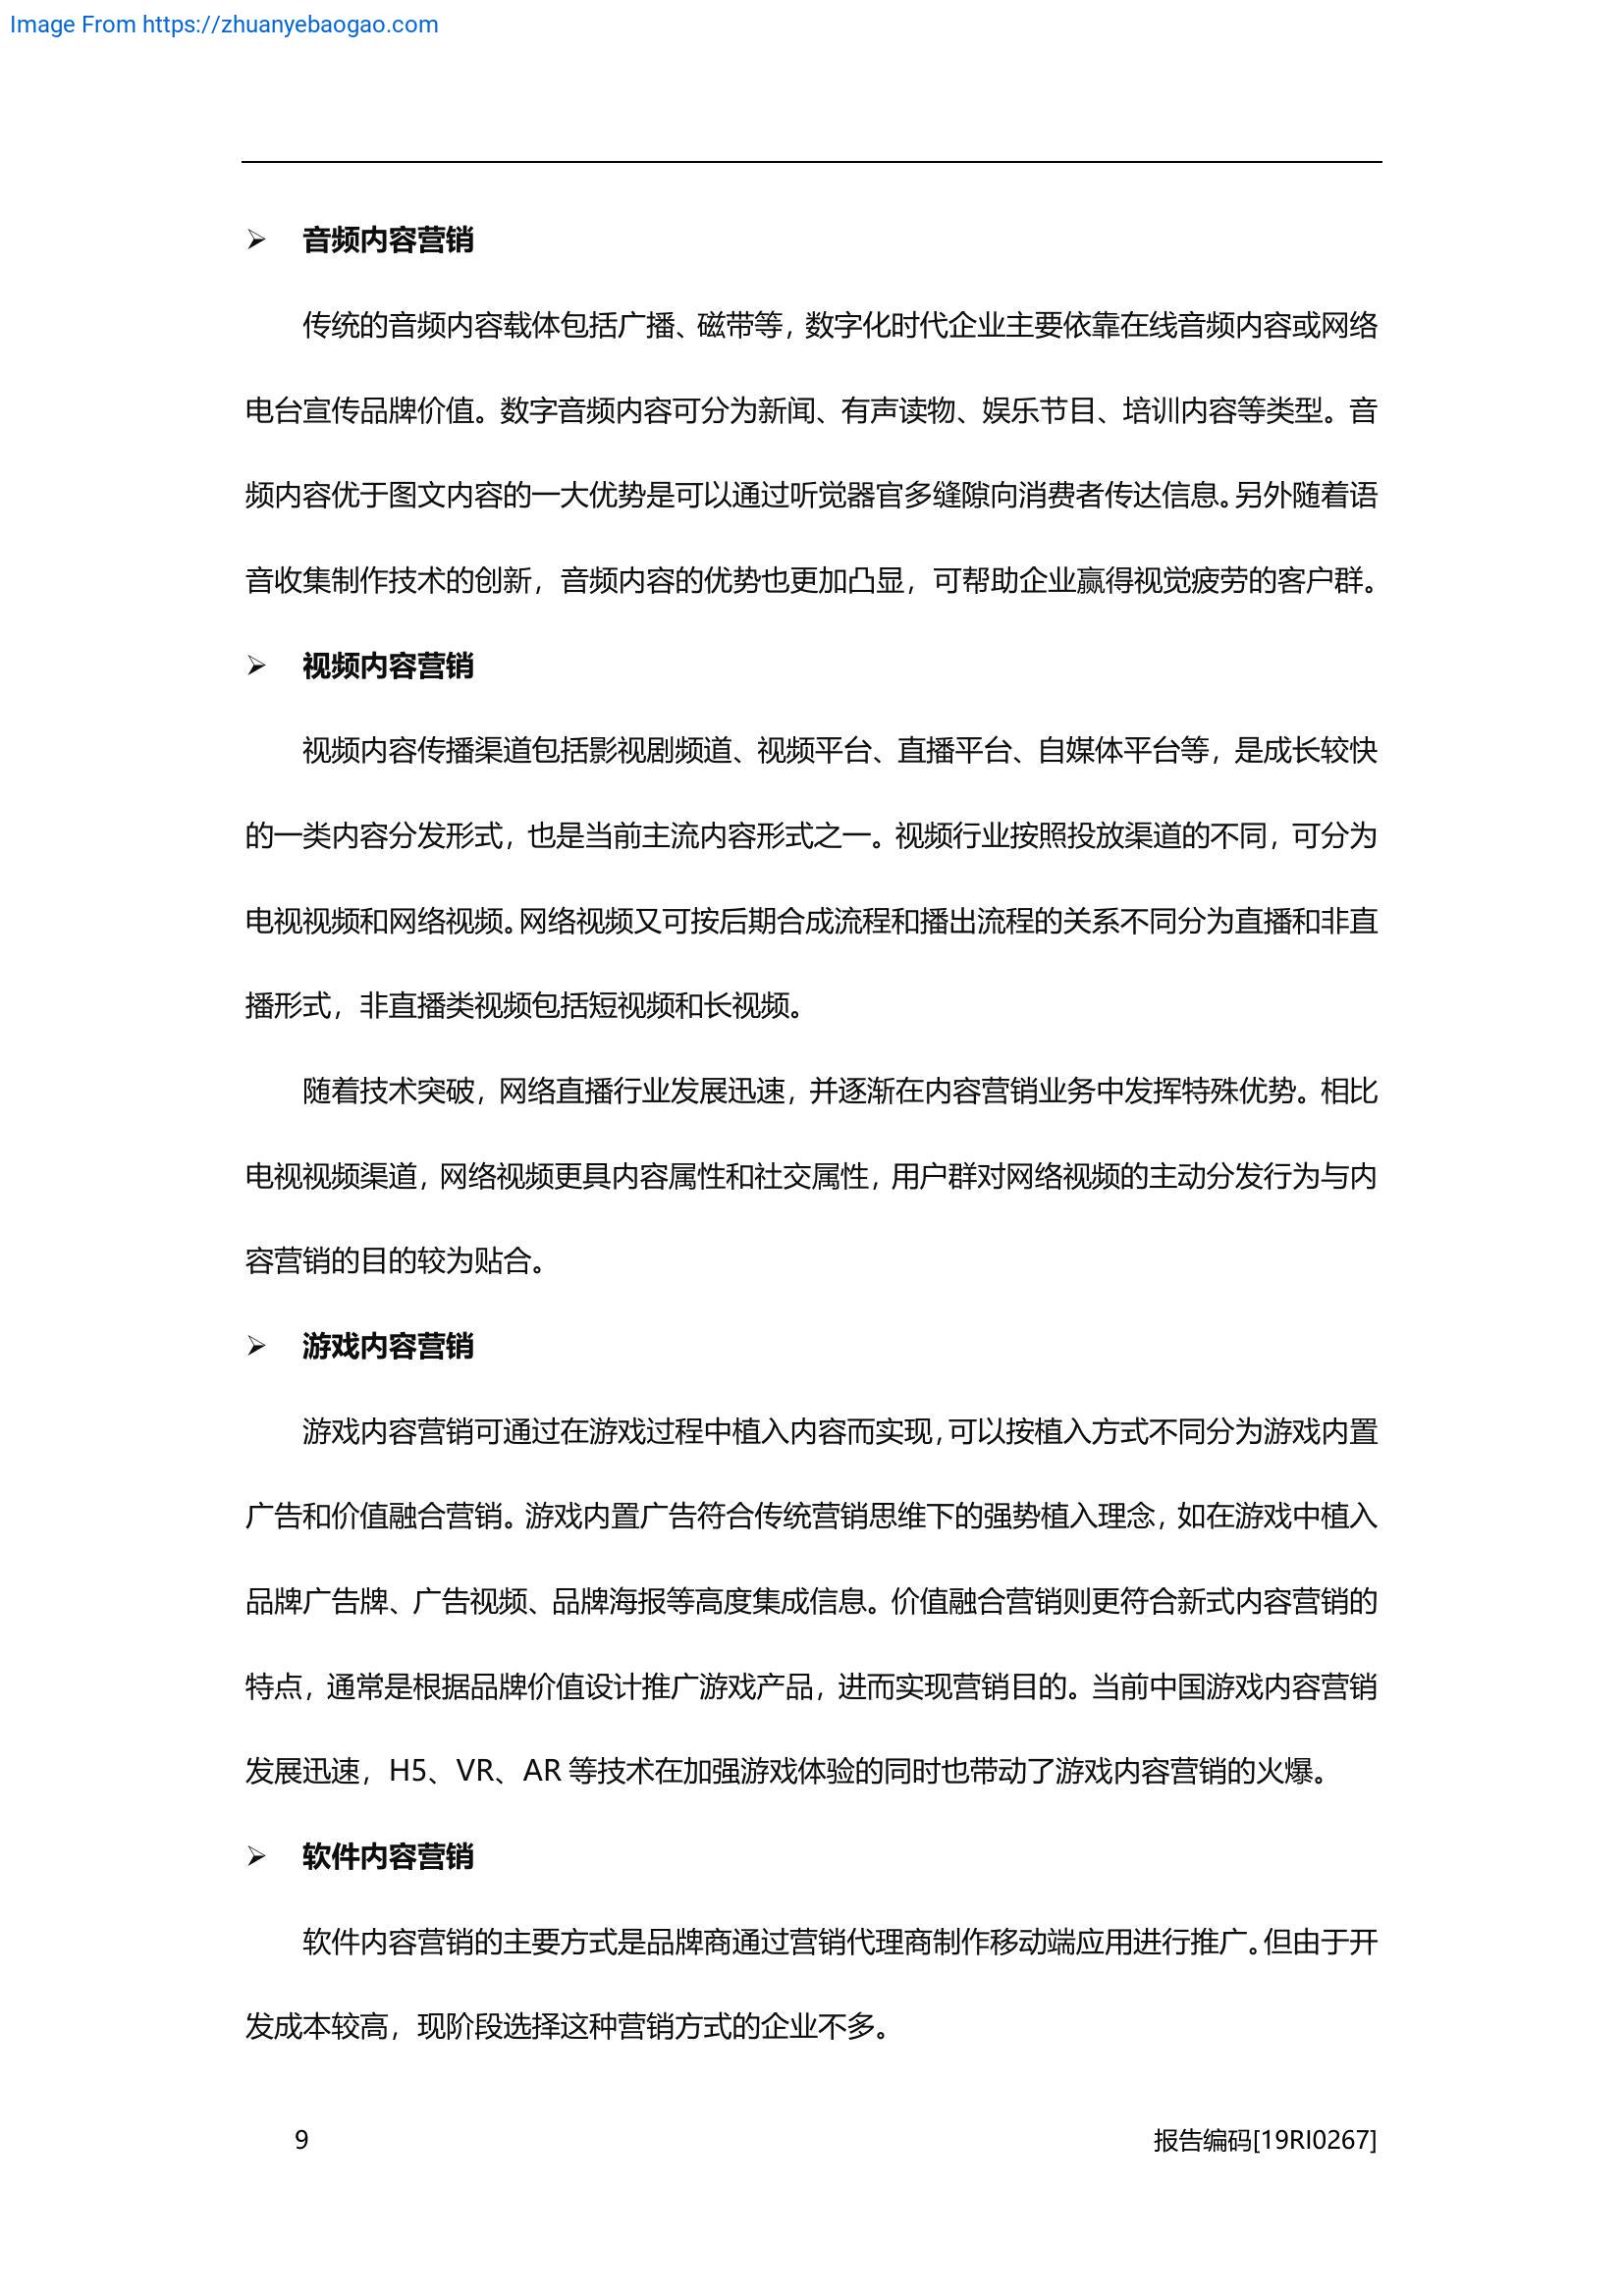 Image From https://zhuanyebaogao.com
➢ 音频内容营销
传统的音频内容载体包括广播、磁带等，数字化时代企业主要依靠在线音频内容或网络
电台宣传品牌价值。数字音频内容可分为新闻、有声读物、娱乐节目、培训内容等类型。音
频内容优于图文内容的一大优势是可以通过听觉器官多缝隙向消费者传达信息。另外随着语
音收集制作技术的创新，音频内容的优势也更加凸显，可帮助企业赢得视觉疲劳的客户群。
➢ 视频内容营销
视频内容传播渠道包括影视剧频道、视频平台、直播平台、自媒体平台等，是成长较快
的一类内容分发形式，也是当前主流内容形式之一。视频行业按照投放渠道的不同，可分为
电视视频和网络视频。网络视频又可按后期合成流程和播出流程的关系不同分为直播和非直
播形式，非直播类视频包括短视频和长视频。
随着技术突破，网络直播行业发展迅速，并逐渐在内容营销业务中发挥特殊优势。相比
电视视频渠道，网络视频更具内容属性和社交属性，用户群对网络视频的主动分发行为与内
容营销的目的较为贴合。
➢ 游戏内容营销
游戏内容营销可通过在游戏过程中植入内容而实现，可以按植入方式不同分为游戏内置
广告和价值融合营销。游戏内置广告符合传统营销思维下的强势植入理念，如在游戏中植入
品牌广告牌、广告视频、品牌海报等高度集成信息。价值融合营销则更符合新式内容营销的
特点，通常是根据品牌价值设计推广游戏产品，进而实现营销目的。当前中国游戏内容营销
发展迅速，H5、VR、AR 等技术在加强游戏体验的同时也带动了游戏内容营销的火爆。
➢ 软件内容营销
软件内容营销的主要方式是品牌商通过营销代理商制作移动端应用进行推广。但由于开
发成本较高，现阶段选择这种营销方式的企业不多。
9 报告编码[19RI0267]